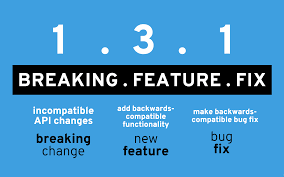 1 . 3 . 1
BREAKING . FEATURE . FIX
incompatible
API changes
breaking
change
add backwards-
compatible
functionality
new
feature
make backwards-
compatible bug fix
bug
fix